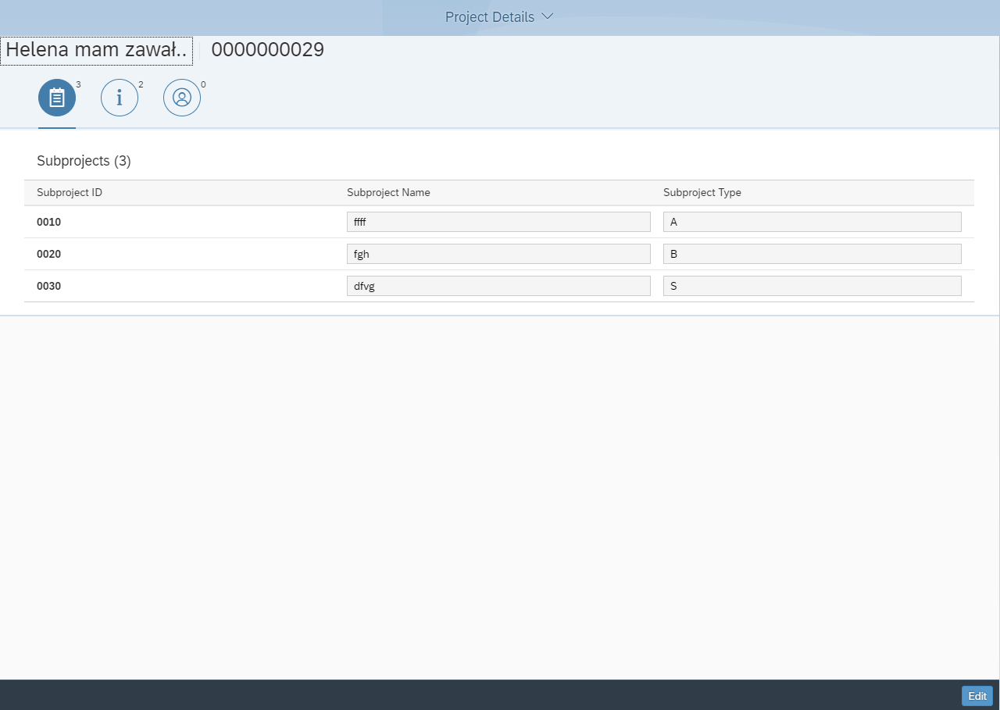 Project Details
Helena mam zawał.. 0000000029
3 2 0
Subprojects (3)
Subproject ID Subproject Name Subproject Type
0010 ffff A
0020 fgh B
0030 dfvg S
Edit